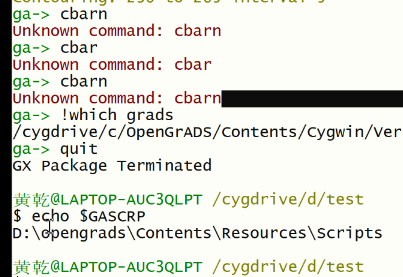 ga-> cbarn
Unknown command: cbarn
ga-> cbar
Unknown command: cbar
ga-> cbarn
Unknown command: cbarn
ga-> !which grads
/cygdrive/c/OpenGrADS/Contents/Cygwin/Ver
ga-> quit
GX Package Terminated
黄乾@LAPTOP-AUC3QLPT /cygdrive/d/test
$ echo $GASCRP
D:\opengrads\Contents\Resources\Scripts
黄乾@LAPTOP-AUC3QLPT /cygdrive/d/test